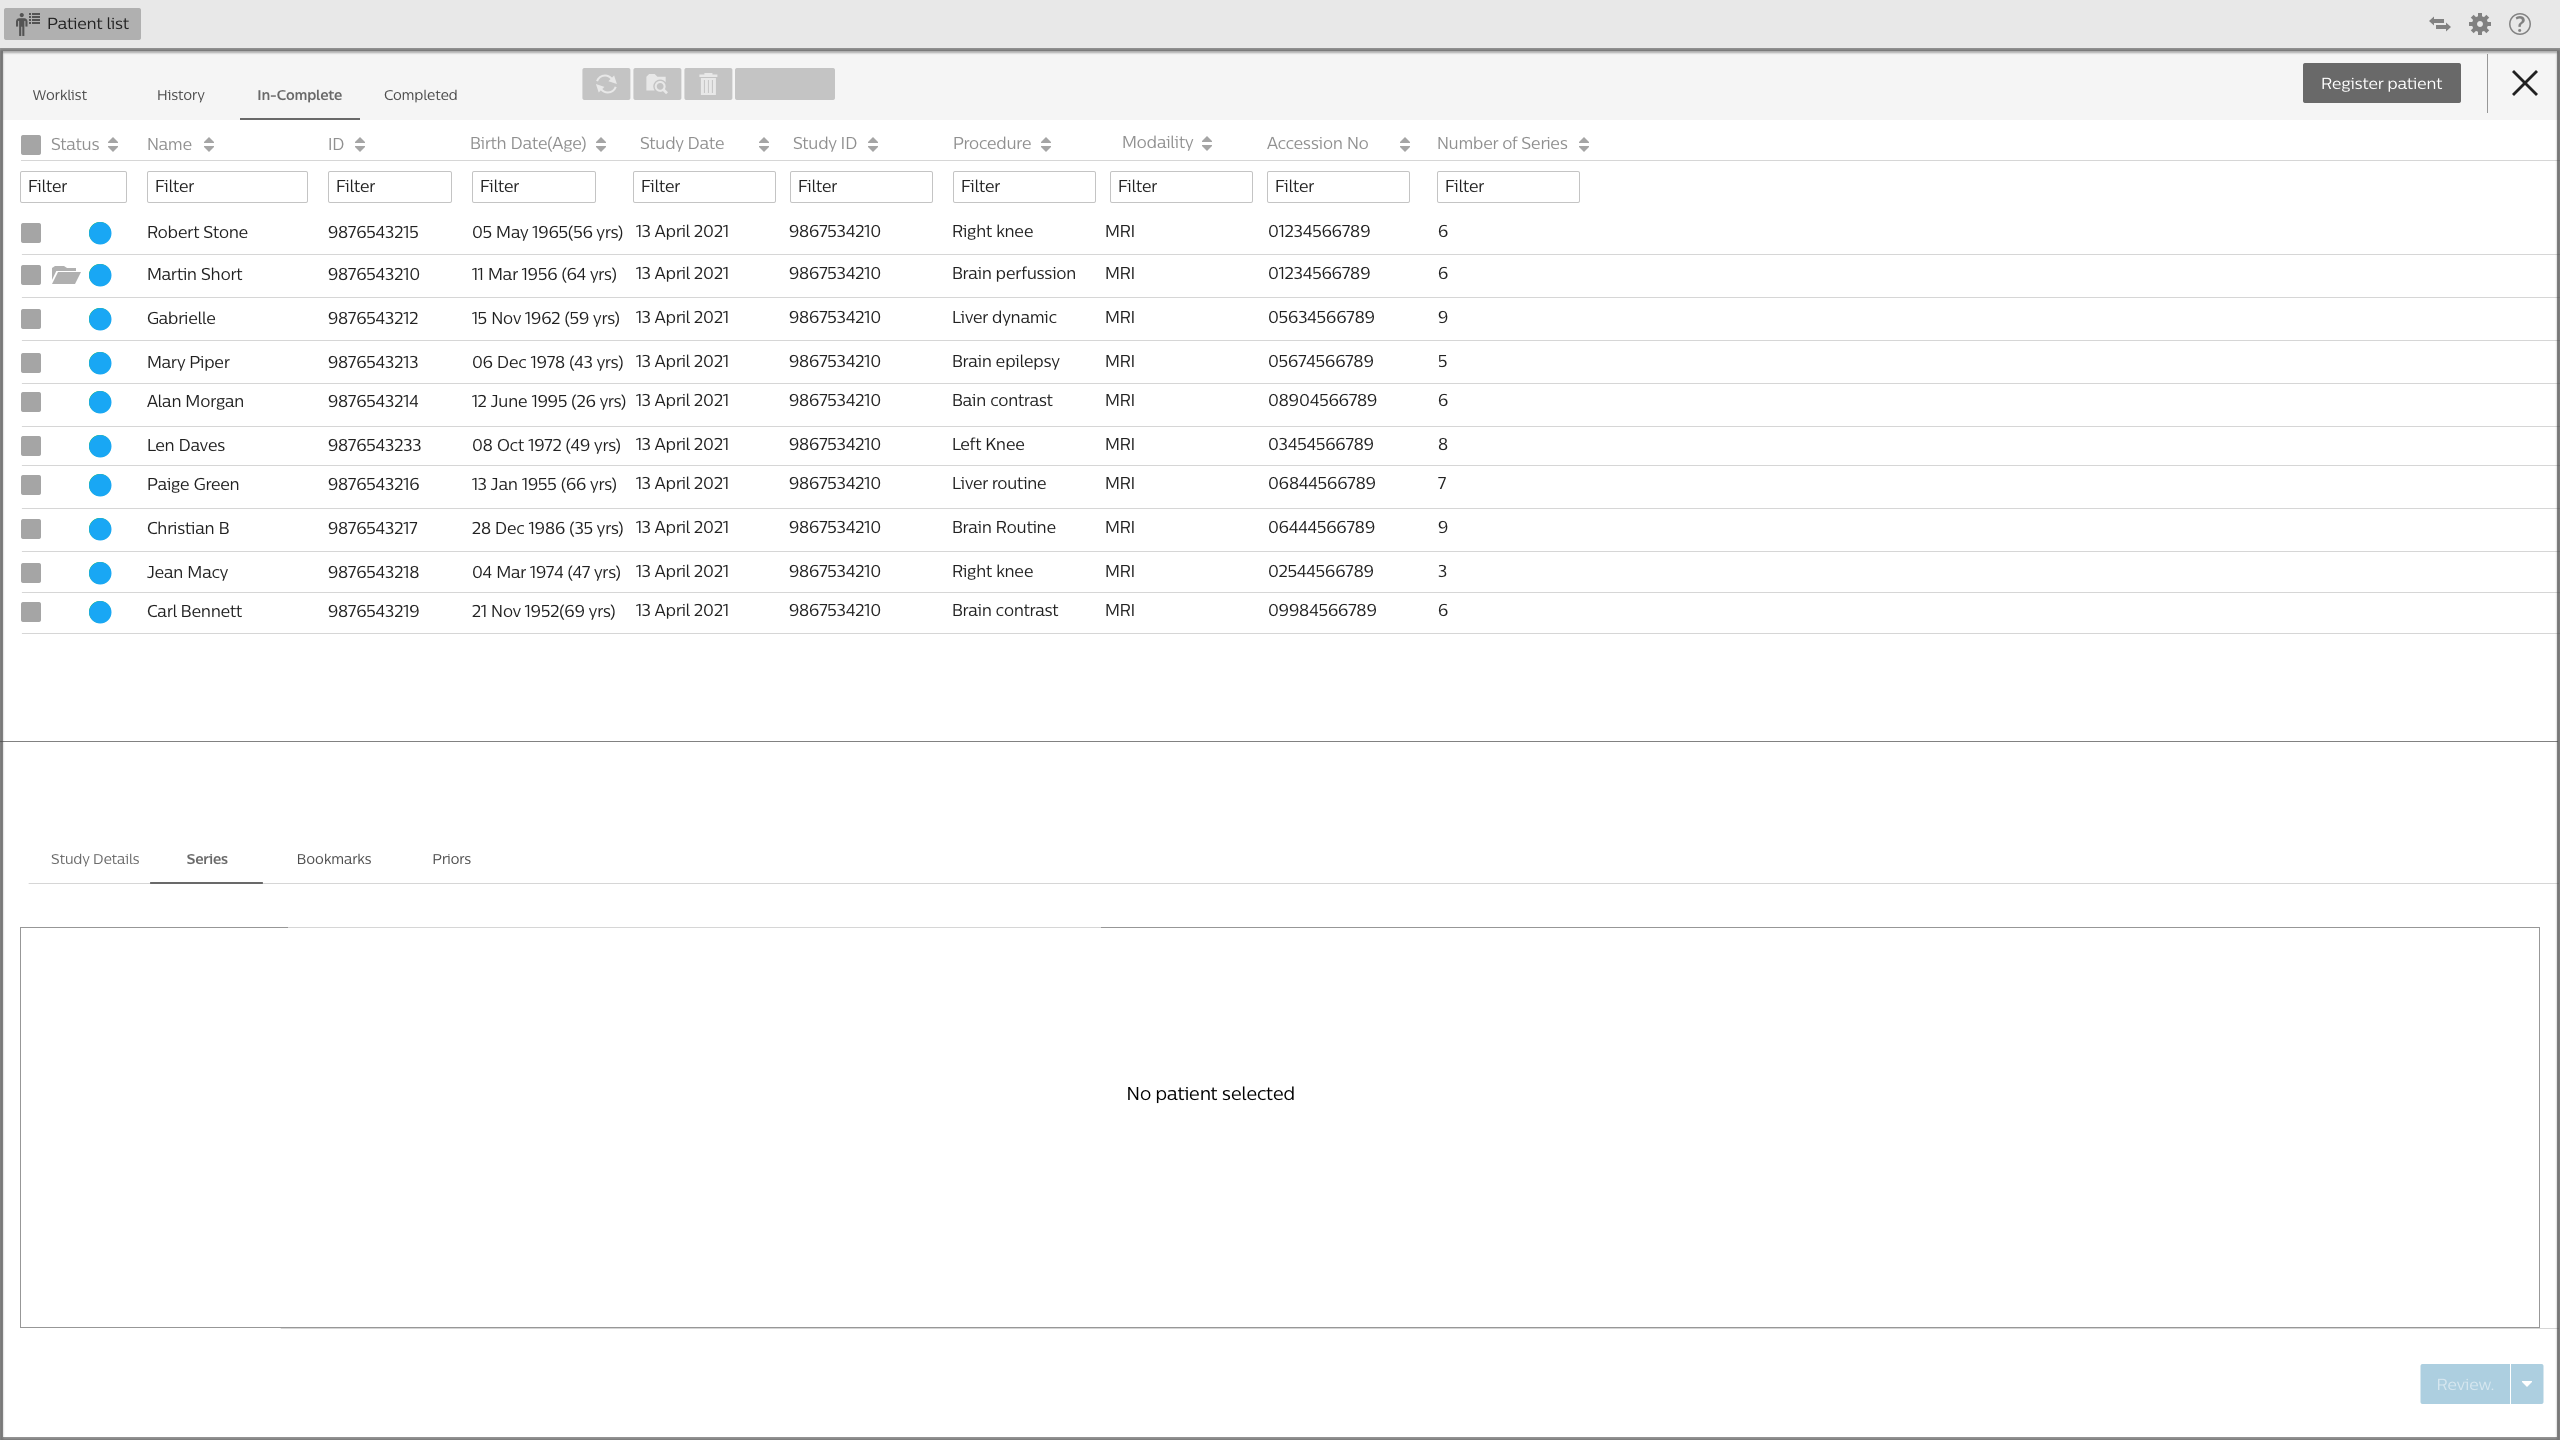 Patient list
Worklist History In-Complete Completed Register patient
Status Name ID Birth Date(Age) Study Date Study ID Procedure Modaility Accession No Number of Series
Filter Filter Filter Filter Filter Filter Filter Filter Filter Filter
Robert Stone 9876543215 05 May 1965(56 yrs) 13 April 2021 9867534210 Right knee MRI 01234566789 6
Martin Short 9876543210 11 Mar 1956 (64 yrs) 13 April 2021 9867534210 Brain perfussion MRI 01234566789 6
Gabrielle 9876543212 15 Nov 1962 (59 yrs) 13 April 2021 9867534210 Liver dynamic MRI 05634566789 9
Mary Piper 9876543213 06 Dec 1978 (43 yrs) 13 April 2021 9867534210 Brain epilepsy MRI 05674566789 5
Alan Morgan 9876543214 12 June 1995 (26 yrs) 13 April 2021 9867534210 Bain contrast MRI 08904566789 6
Len Daves 9876543233 08 Oct 1972 (49 yrs) 13 April 2021 9867534210 Left Knee MRI 03454566789 8
Paige Green 9876543216 13 Jan 1955 (66 yrs) 13 April 2021 9867534210 Liver routine MRI 06844566789 7
Christian B 9876543217 28 Dec 1986 (35 yrs) 13 April 2021 9867534210 Brain Routine MRI 06444566789 9
Jean Macy 9876543218 04 Mar 1974 (47 yrs) 13 April 2021 9867534210 Right knee MRI 02544566789 3
Carl Bennett 9876543219 21 Nov 1952(69 yrs) 13 April 2021 9867534210 Brain contrast MRI 09984566789 6
Study Details Series Bookmarks Priors
No patient selected
Review.